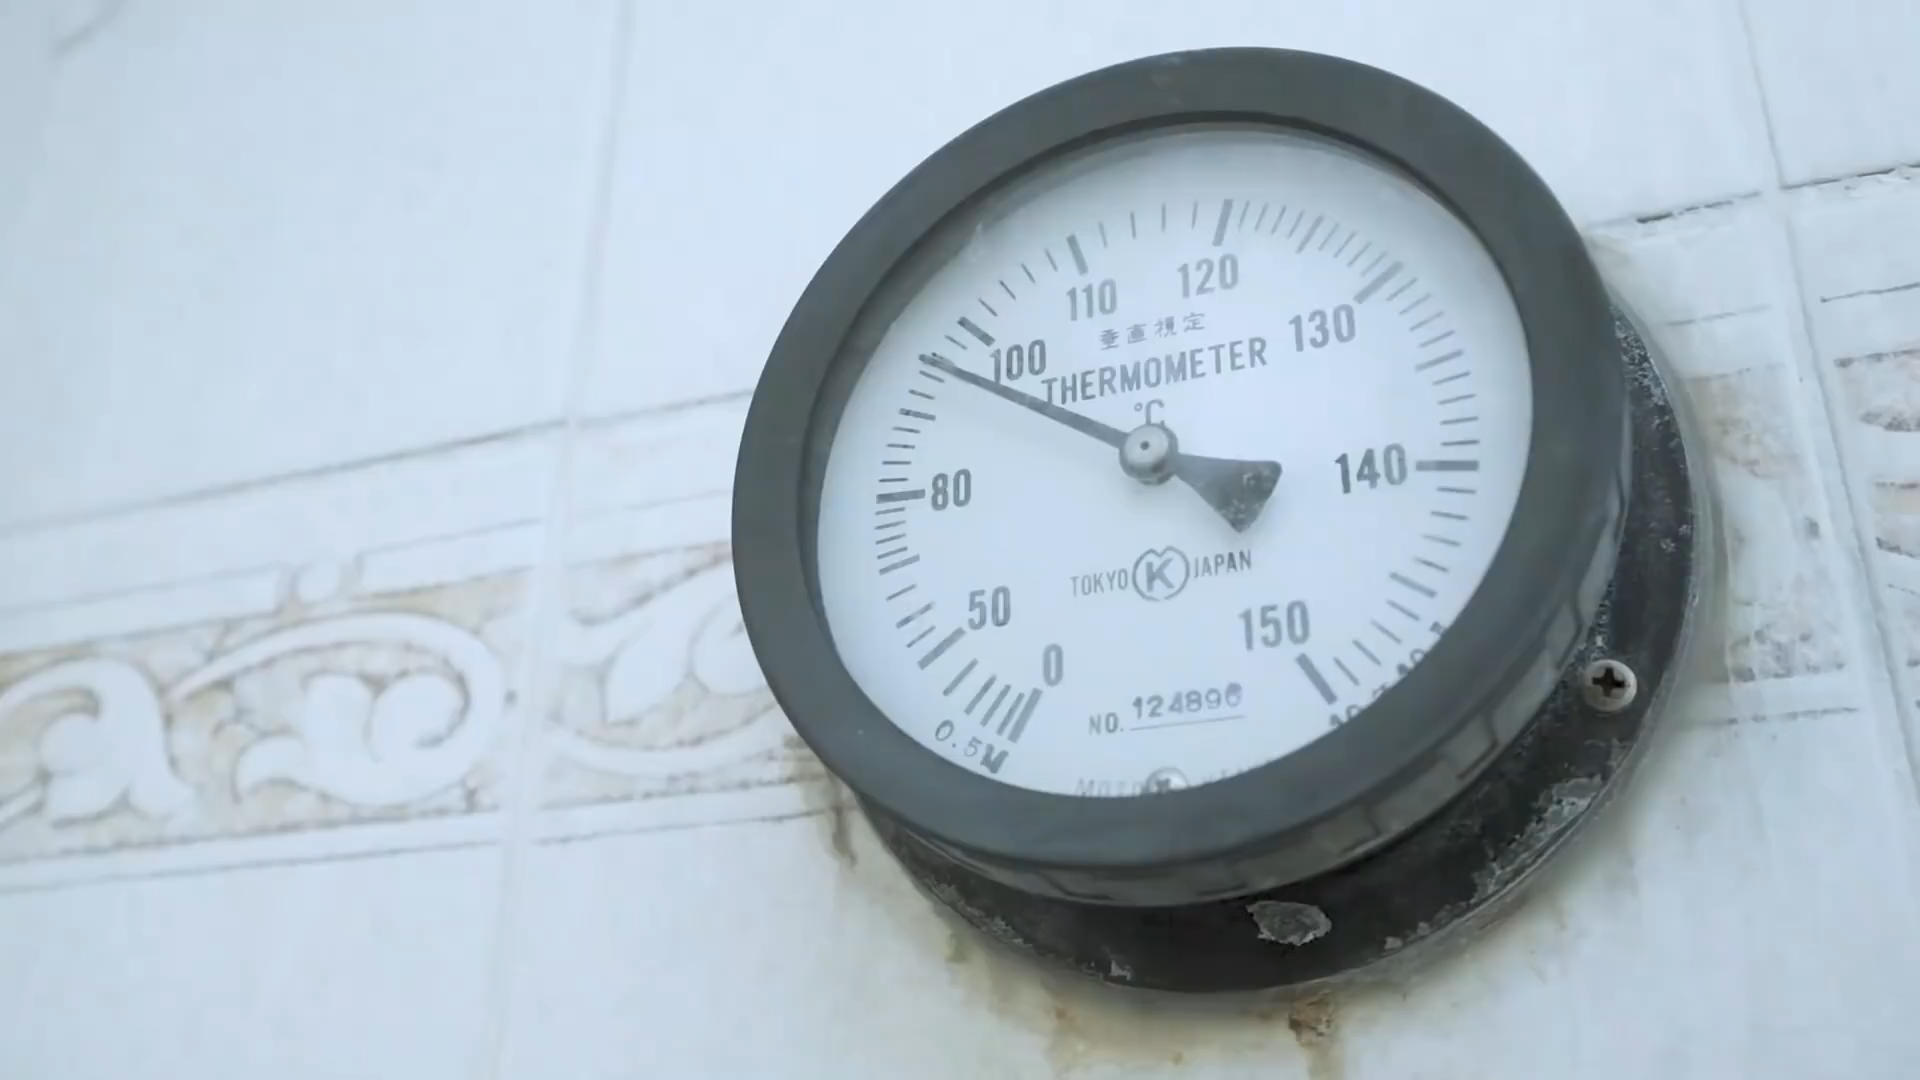 120
110
130
100
垂直視定
THERMOMETER
°C
140
80
50
TOKYO K JAPAN
150
0
NO. 124896
0.5M